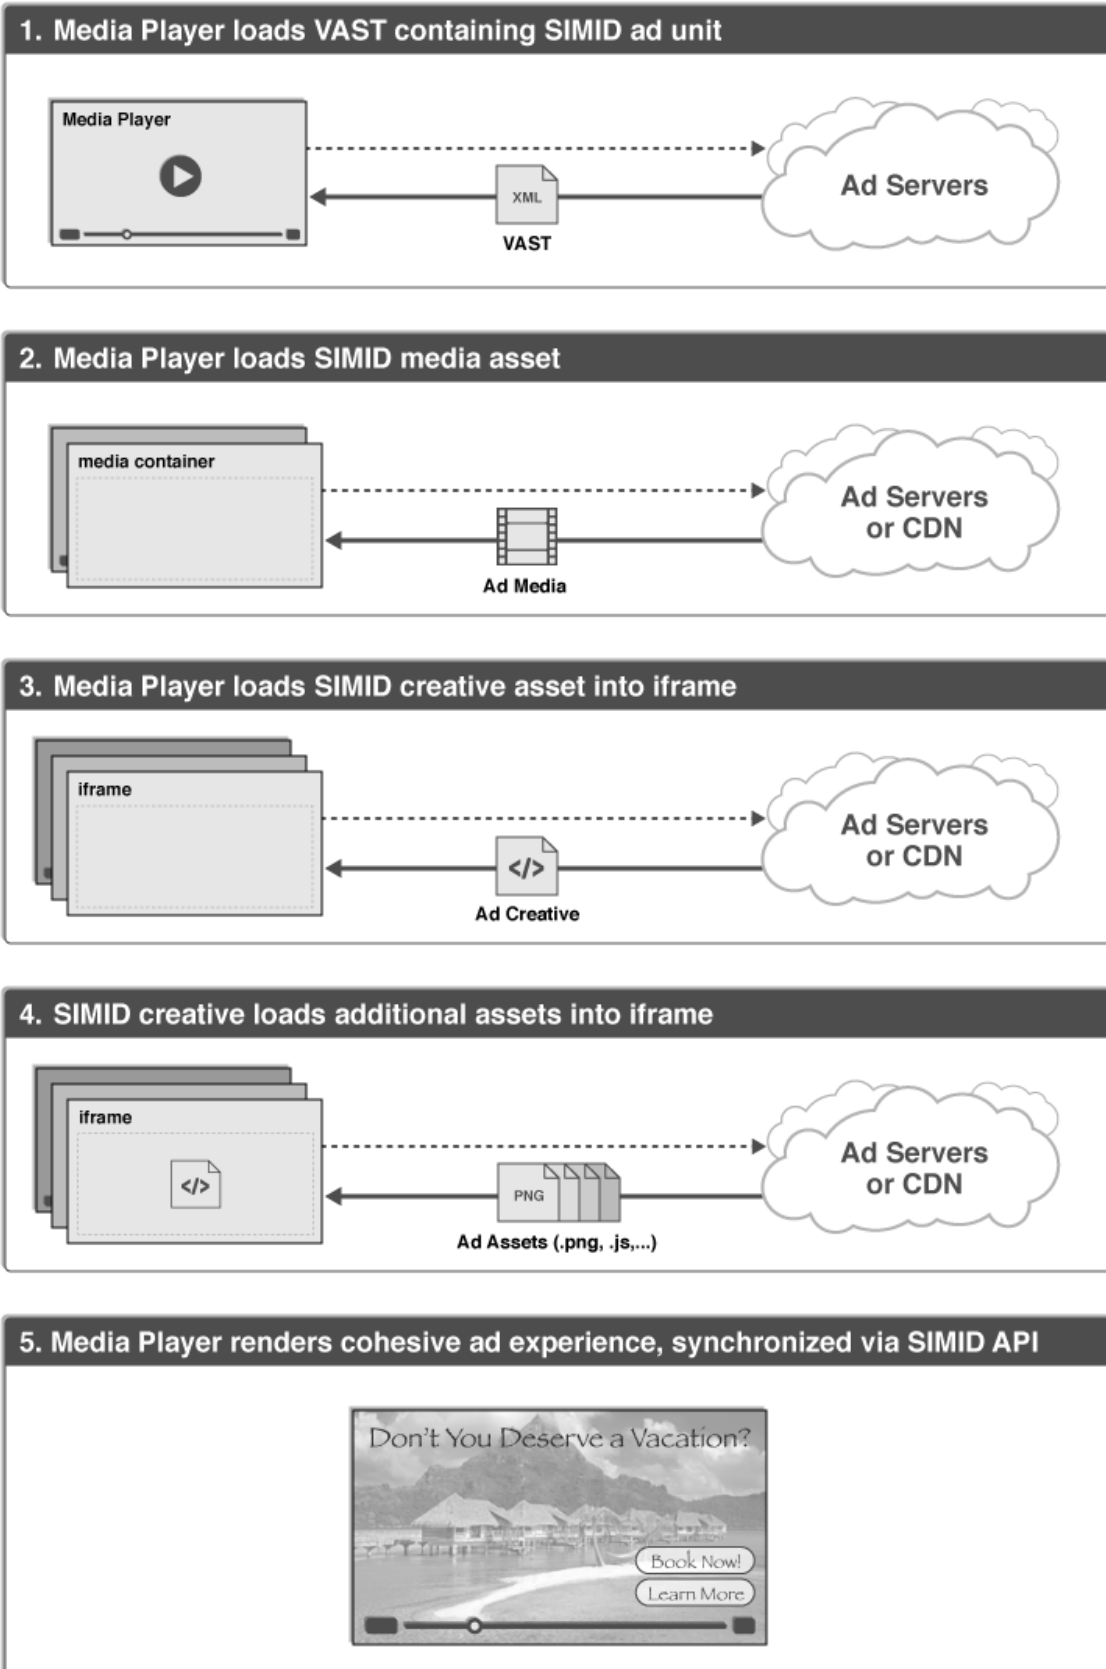 1. Media Player loads VAST containing SIMID ad unit
Media Player
Ad Servers
XML
VAST
2. Media Player loads SIMID media asset
media container
Ad Servers
or CDN
Ad Media
3. Media Player loads SIMID creative asset into iframe
iframe
Ad Servers
or CDN
</>
Ad Creative
4. SIMID creative loads additional assets into iframe
iframe
</>
Ad Servers
or CDN
PNG
Ad Assets (.png, .js,...)
5. Media Player renders cohesive ad experience, synchronized via SIMID API
Don't You Deserve a Vacation?
Book Now!
Learn More